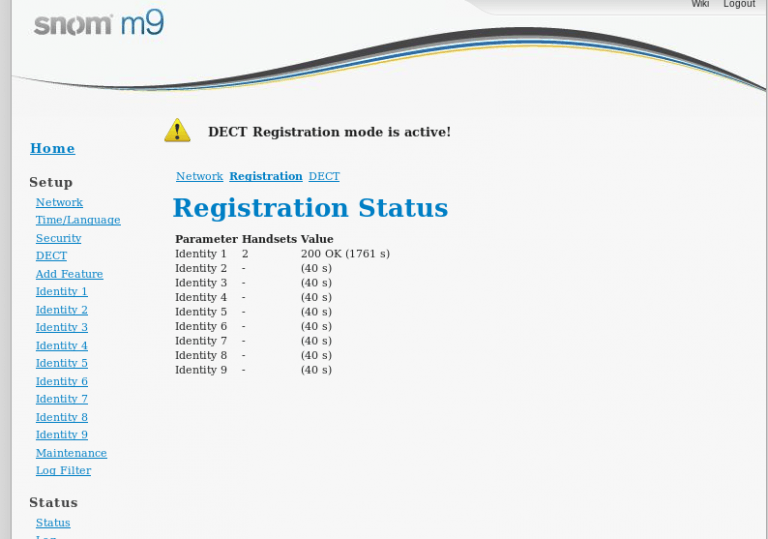 Wiki Logout
snom m9
DECT Registration mode is active!
Home
Network Registration DECT
Setup
Registration Status
Network
Time/Language
Security
DECT
Add Feature
Identity 1
Identity 2
Identity 3
Identity 4
Identity 5
Identity 6
Identity 7
Identity 8
Identity 9
Maintenance
Log Filter
Parameter Handsets Value
Identity 1 2 200 OK (1761 s)
Identity 2 - (40 s)
Identity 3 - (40 s)
Identity 4 - (40 s)
Identity 5 - (40 s)
Identity 6 - (40 s)
Identity 7 - (40 s)
Identity 8 - (40 s)
Identity 9 - (40 s)
Status
Status